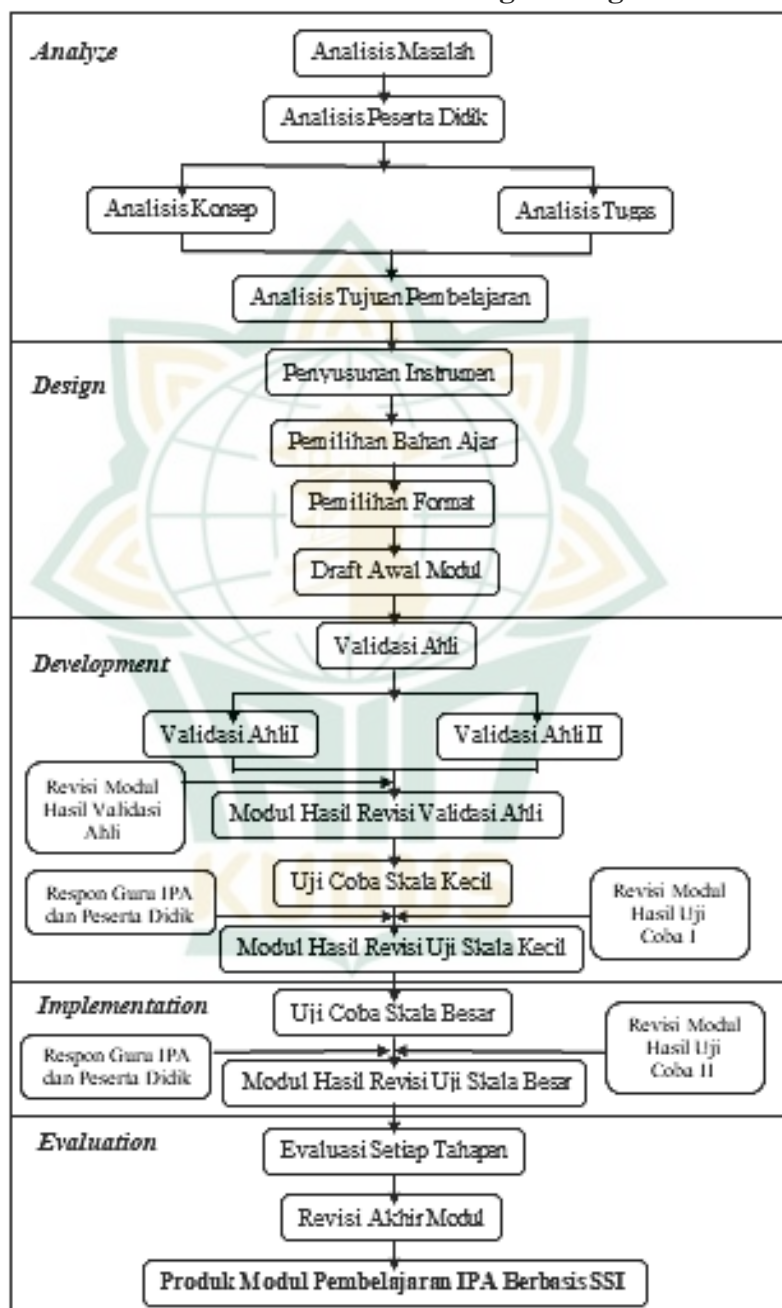 Analyze
Analisis Masalah
Analisis Peserta Didik
Analisis Konsep
Analisis Tugas
Analisis Tujuan Pembelajaran
Design
Penyusunan Instrumen
Pemilihan Bahan Ajar
Pemilihan Format
Draft Awal Modul
Development
Validasi Ahli
Validasi Ahli I
Validasi Ahli II
Revisi Modul
Hasil Validasi
Ahli
Modul Hasil Revisi Validasi Ahli
Uji Coba Skala Kecil
Respon Guru IPA
dan Peserta Didik
Revisi Modul
Hasil Uji
Coba I
Modul Hasil Revisi Uji Skala Kecil
Implementation
Uji Coba Skala Besar
Respon Guru IPA
dan Peserta Didik
Revisi Modul
Hasil Uji
Coba II
Modul Hasil Revisi Uji Skala Besar
Evaluation
Evaluasi Setiap Tahapan
Revisi Akhir Modul
Produk Modul Pembelajaran IPA Berbasis SSI
KUDUS